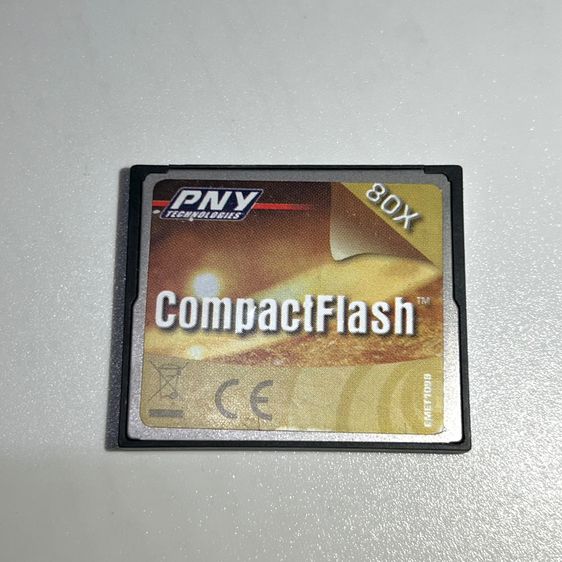 PNY
TECHNOLOGIES
80X
CompactFlash™
CE
EMET1098